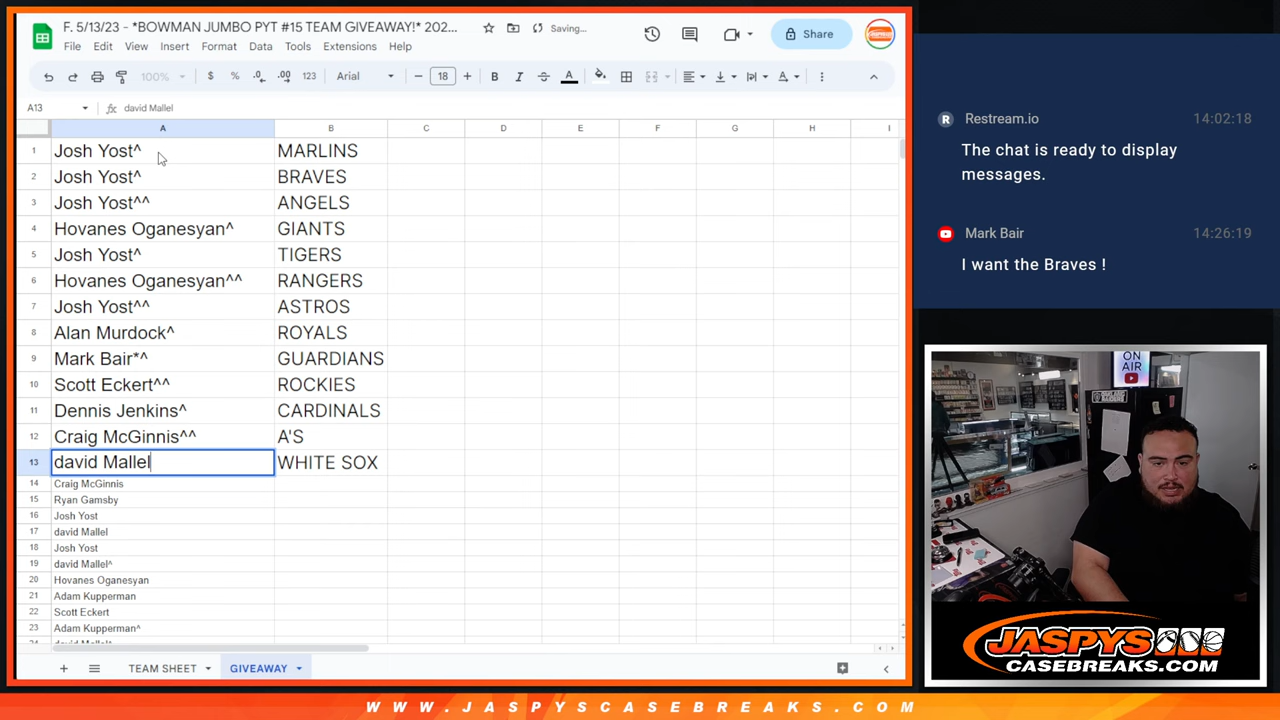 F. 5/13/23 - *BOWMAN JUMBO PYT #15 TEAM GIVEAWAY!* 202...
Saving...
File Edit View Insert Format Data Tools Extensions Help
Share
100% $ % .0 .00 123 Arial - 18 + B I A
A13 fx david Mallel
A B C D E F G H I
1 Josh Yost^ MARLINS
2 Josh Yost^ BRAVES
3 Josh Yost^^ ANGELS
4 Hovanes Oganesyan^ GIANTS
5 Josh Yost^ TIGERS
6 Hovanes Oganesyan^^ RANGERS
7 Josh Yost^^ ASTROS
8 Alan Murdock^ ROYALS
9 Mark Bair*^ GUARDIANS
10 Scott Eckert^^ ROCKIES
11 Dennis Jenkins^ CARDINALS
12 Craig McGinnis^^ A'S
13 david Mallel WHITE SOX
14 Craig McGinnis
15 Ryan Gamsby
16 Josh Yost
17 david Mallel
18 Josh Yost
19 david Mallel^
20 Hovanes Oganesyan
21 Adam Kupperman
22 Scott Eckert
23 Adam Kupperman^
TEAM SHEET GIVEAWAY
R Restream.io 14:02:18
The chat is ready to display
messages.
Mark Bair 14:26:19
I want the Braves !
ON
AIR
JASPYS
CASEBREAKS.COM
WWW.JASPYSCASEBREAKS.COM